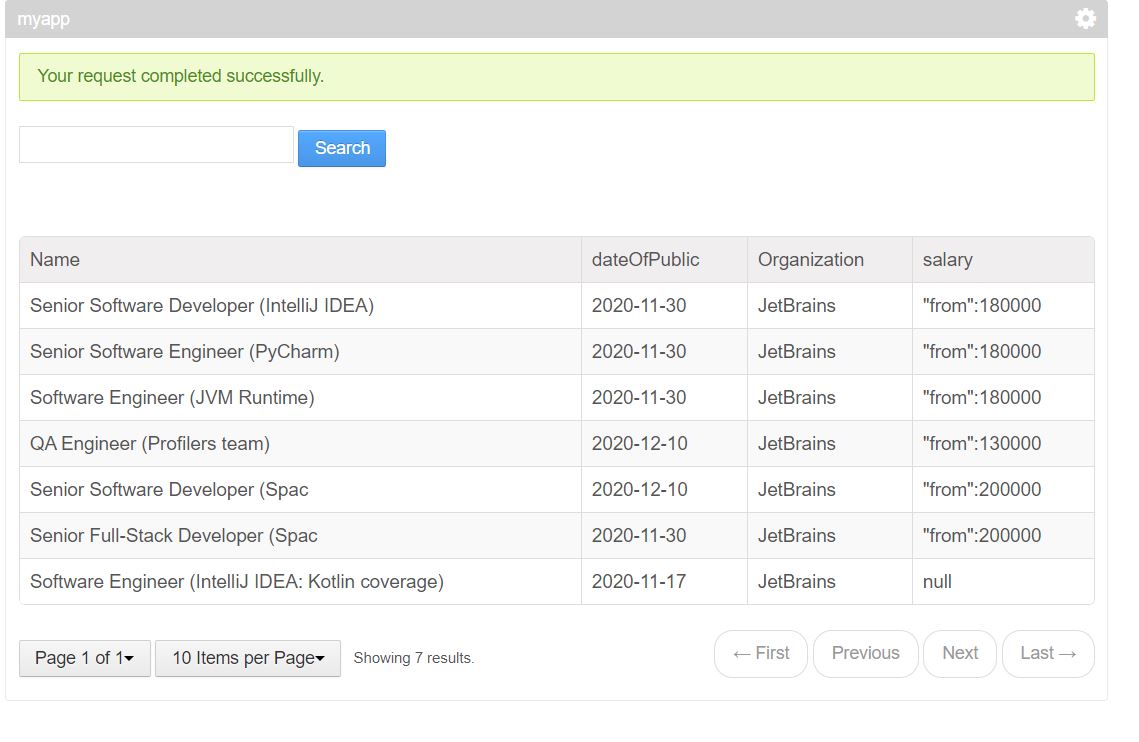 myapp
Your request completed successfully.
Search
Name dateOfPublic Organization salary
Senior Software Developer (IntelliJ IDEA) 2020-11-30 JetBrains "from":180000
Senior Software Engineer (PyCharm) 2020-11-30 JetBrains "from":180000
Software Engineer (JVM Runtime) 2020-11-30 JetBrains "from":180000
QA Engineer (Profilers team) 2020-12-10 JetBrains "from":130000
Senior Software Developer (Spac 2020-12-10 JetBrains "from":200000
Senior Full-Stack Developer (Spac 2020-11-30 JetBrains "from":200000
Software Engineer (IntelliJ IDEA: Kotlin coverage) 2020-11-17 JetBrains null
Page 1 of 1 10 Items per Page Showing 7 results. ← First Previous Next Last →